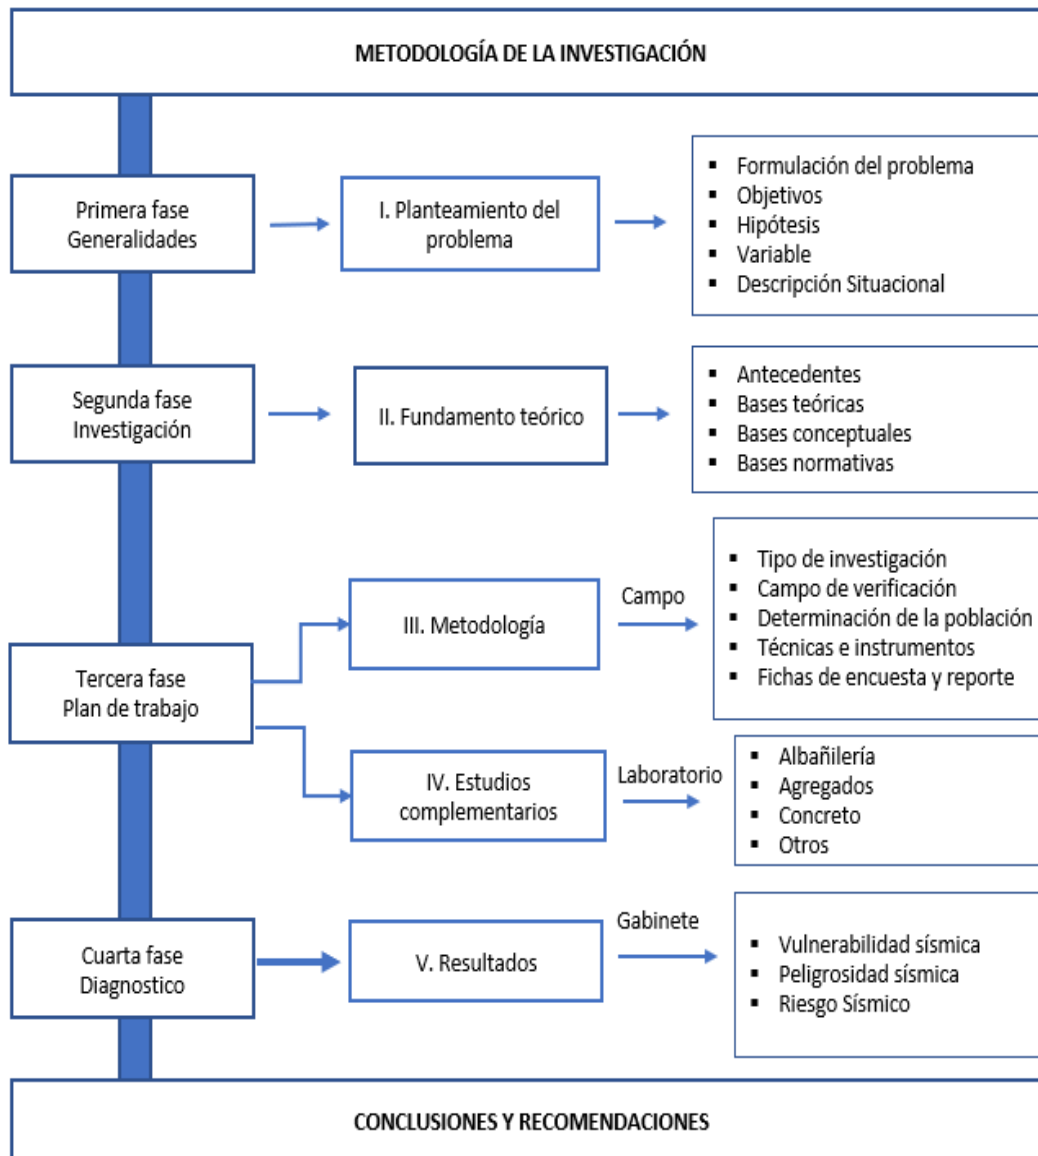 METODOLOGÍA DE LA INVESTIGACIÓN
Primera fase
Generalidades
I. Planteamiento del
problema
▪ Formulación del problema
▪ Objetivos
▪ Hipótesis
▪ Variable
▪ Descripción Situacional
Segunda fase
Investigación
II. Fundamento teórico
▪ Antecedentes
▪ Bases teóricas
▪ Bases conceptuales
▪ Bases normativas
Tercera fase
Plan de trabajo
III. Metodología
Campo
▪ Tipo de investigación
▪ Campo de verificación
▪ Determinación de la población
▪ Técnicas e instrumentos
▪ Fichas de encuesta y reporte
IV. Estudios
complementarios
Laboratorio
▪ Albañilería
▪ Agregados
▪ Concreto
▪ Otros
Cuarta fase
Diagnostico
V. Resultados
Gabinete
▪ Vulnerabilidad sísmica
▪ Peligrosidad sísmica
▪ Riesgo Sísmico
CONCLUSIONES Y RECOMENDACIONES